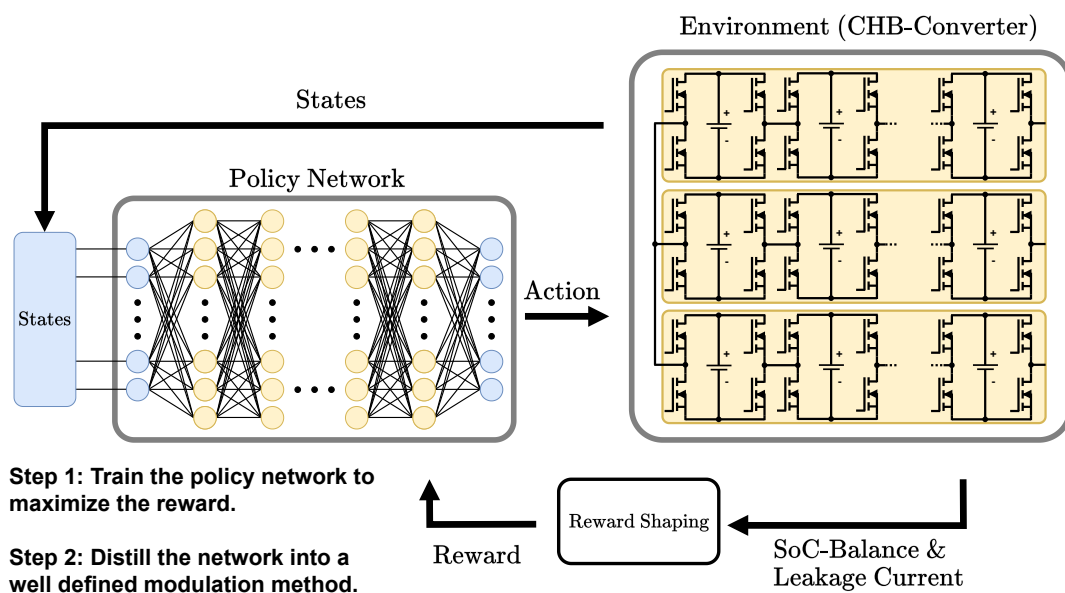 Environment (CHB-Converter)
States
Policy Network
States
Action
+
-
+
-
+
-
+
-
+
-
+
-
+
-
+
-
+
-
Step 1: Train the policy network to
maximize the reward.
Step 2: Distill the network into a
well defined modulation method.
Reward
Reward Shaping
SoC-Balance &
Leakage Current